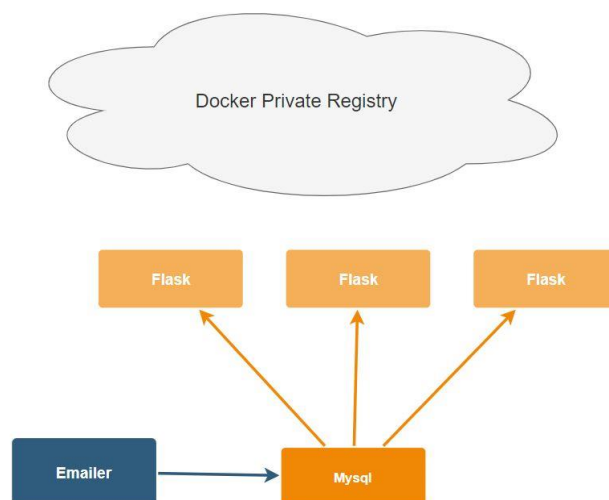 Docker Private Registry
Flask
Flask
Flask
Emailer
Mysql